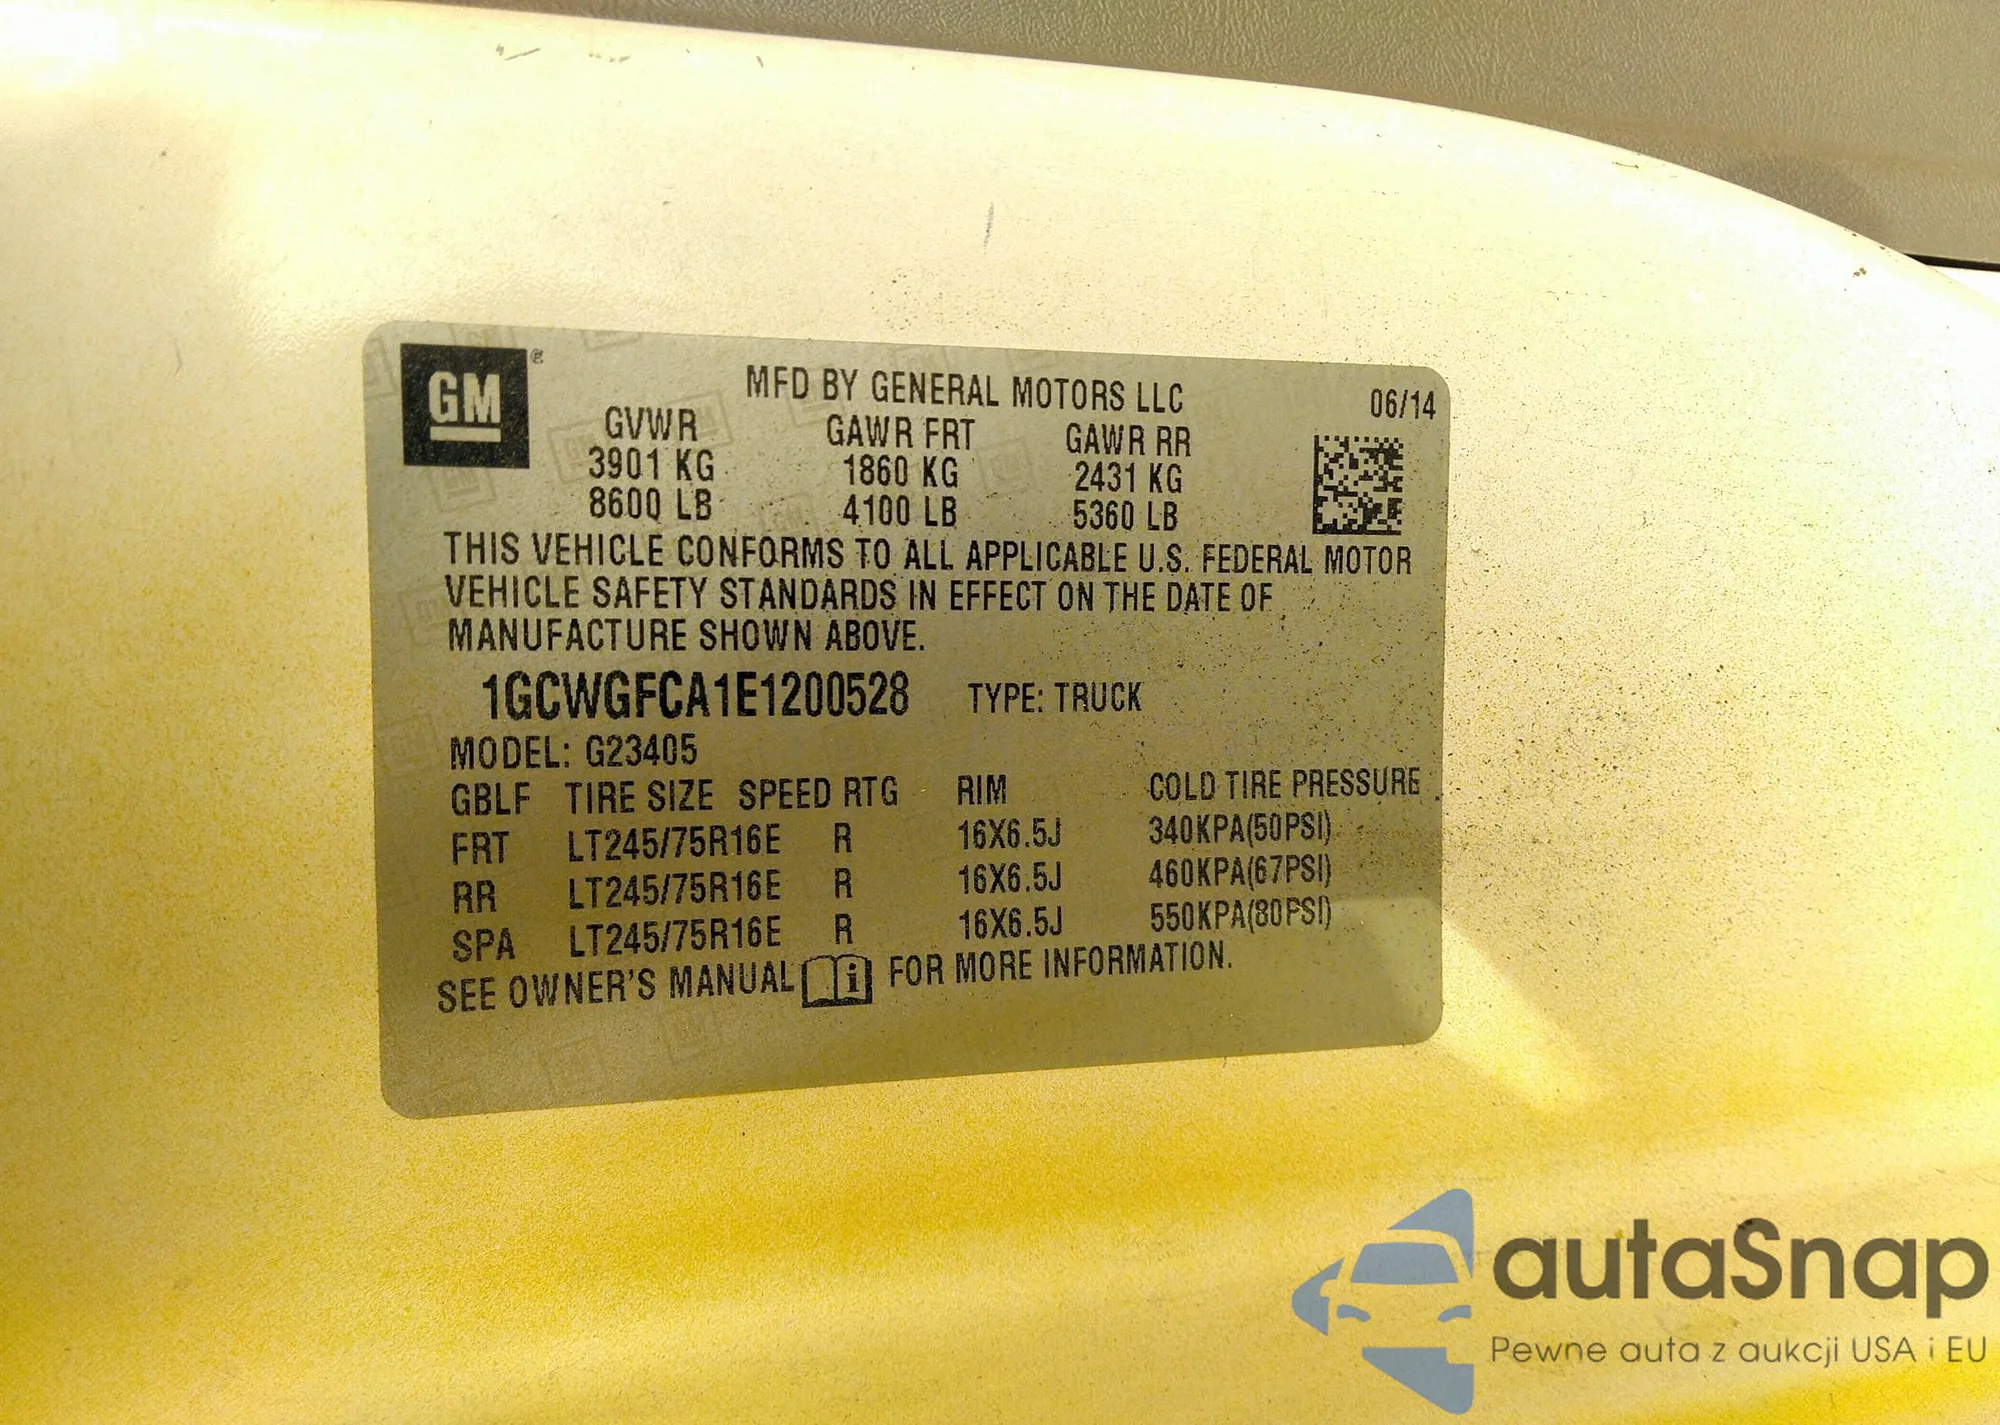 GM®
MFD BY GENERAL MOTORS LLC 06/14
GVWR GAWR FRT GAWR RR
3901 KG 1860 KG 2431 KG
8600 LB 4100 LB 5360 LB
THIS VEHICLE CONFORMS TO ALL APPLICABLE U.S. FEDERAL MOTOR
VEHICLE SAFETY STANDARDS IN EFFECT ON THE DATE OF
MANUFACTURE SHOWN ABOVE.
1GCWGFCA1E1200528 TYPE: TRUCK
MODEL: G23405
GBLF TIRE SIZE SPEED RTG RIM COLD TIRE PRESSURE
FRT LT245/75R16E R 16X6.5J 340KPA(50PSI)
RR LT245/75R16E R 16X6.5J 460KPA(67PSI)
SPA LT245/75R16E R 16X6.5J 550KPA(80PSI)
SEE OWNER'S MANUAL i FOR MORE INFORMATION.
autaSnap
Pewne auta z aukcji USA i EU